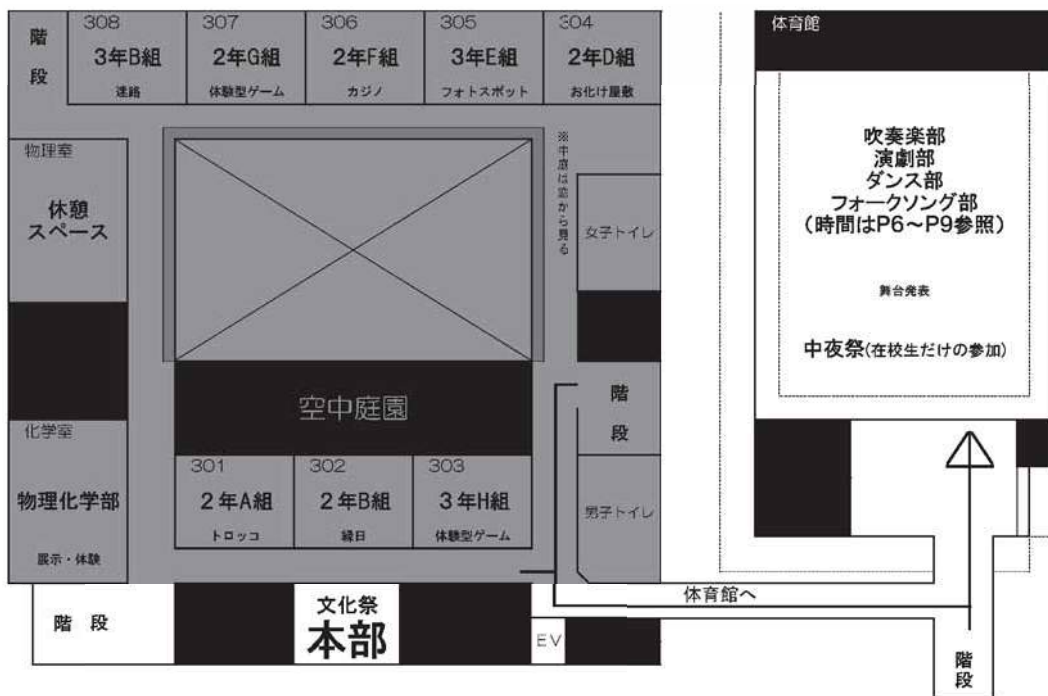 階段
308
3年B組
迷路
307
2年G組
体験型ゲーム
306
2年F組
カジノ
305
3年E組
フォトスポット
304
2年D組
お化け屋敷
体育館
吹奏楽部
演劇部
ダンス部
フォークソング部
(時間はP6〜P9参照)
舞台発表
中夜祭(在校生だけの参加)
物理室
休憩
スペース
※中庭は窓から見る
女子トイレ
空中庭園
階段
化学室
物理化学部
展示・体験
301
2年A組
トロッコ
302
2年B組
縁日
303
3年H組
体験型ゲーム
男子トイレ
階段
文化祭
本部
EV
体育館へ
階段